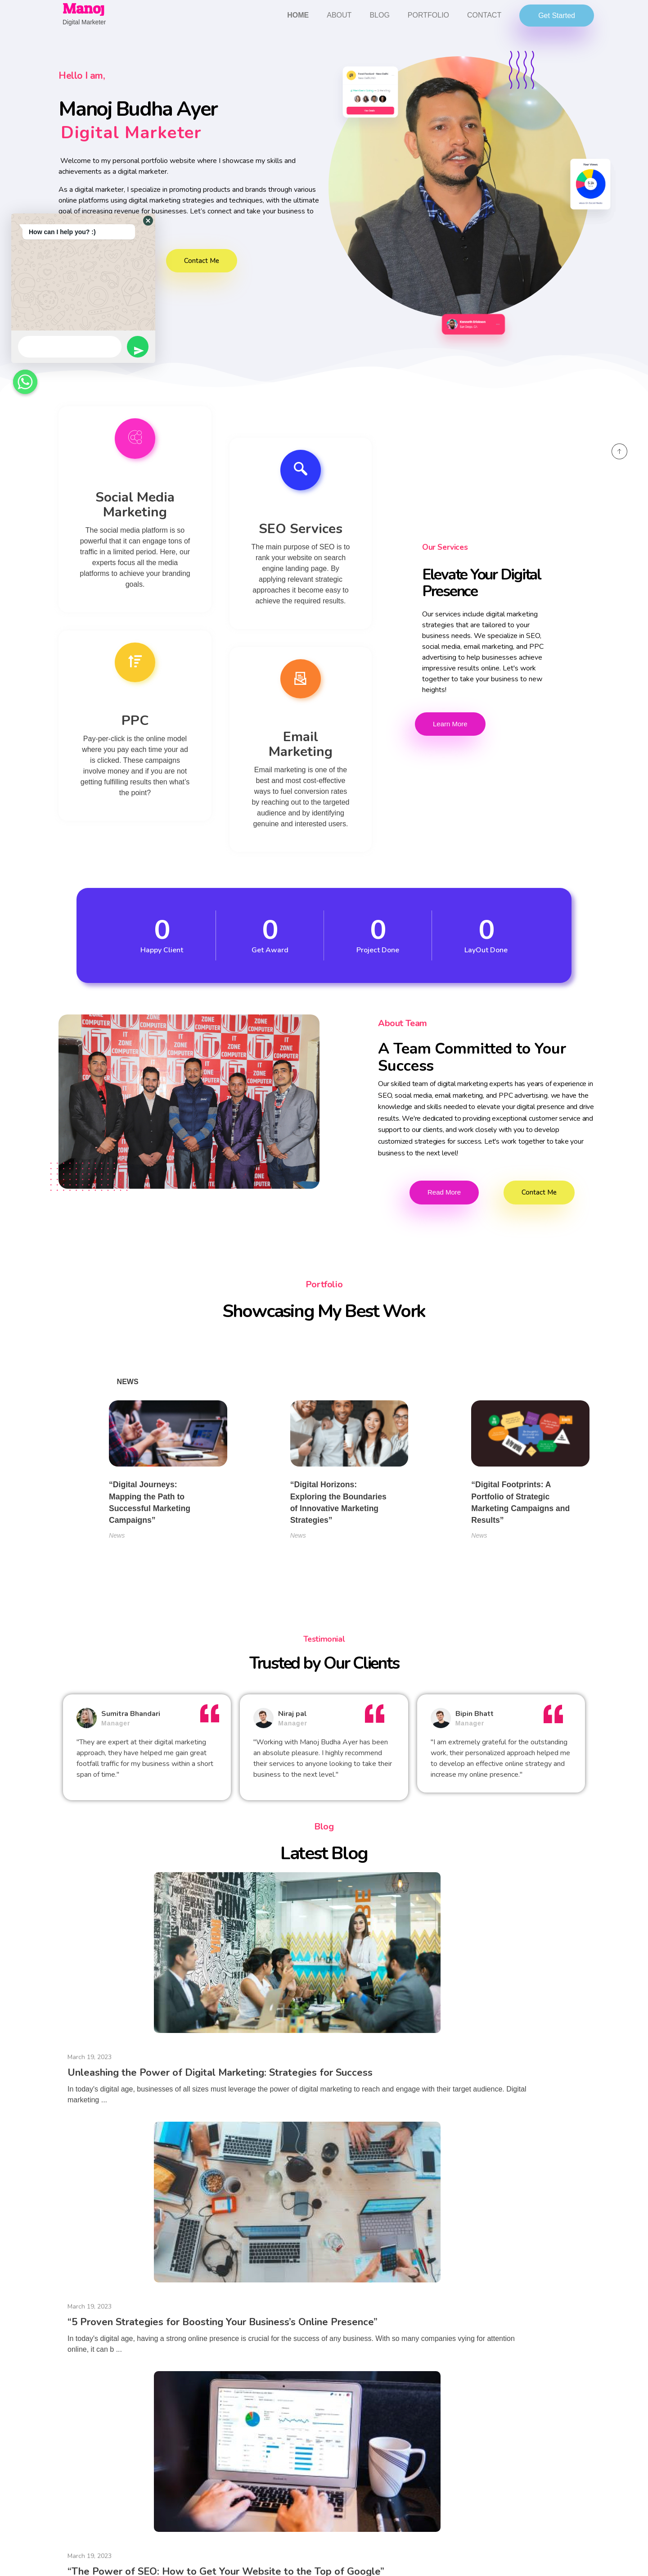 Manoj
Digital Marketer
HOME ABOUT BLOG PORTFOLIO CONTACT Get Started
Hello I am,
Manoj Budha Ayer
Digital Marketer
Welcome to my personal portfolio website where I showcase my skills and
achievements as a digital marketer.
As a digital marketer, I specialize in promoting products and brands through various
online platforms using digital marketing strategies and techniques, with the ultimate
goal of increasing revenue for businesses. Let's connect and take your business to
How can I help you? :)
Contact Me
Social Media
Marketing
The social media platform is so
powerful that it can engage tons of
traffic in a limited period. Here, our
experts focus all the media
platforms to achieve your branding
goals.
SEO Services
The main purpose of SEO is to
rank your website on search
engine landing page. By
applying relevant strategic
approaches it become easy to
achieve the required results.
PPC
Pay-per-click is the online model
where you pay each time your ad
is clicked. These campaigns
involve money and if you are not
getting fulfilling results then what's
the point?
Email
Marketing
Email marketing is one of the
best and most cost-effective
ways to fuel conversion rates
by reaching out to the targeted
audience and by identifying
genuine and interested users.
Our Services
Elevate Your Digital
Presence
Our services include digital marketing
strategies that are tailored to your
business needs. We specialize in SEO,
social media, email marketing, and PPC
advertising to help businesses achieve
impressive results online. Let's work
together to take your business to new
heights!
Learn More
0 0 0 0
Happy Client Get Award Project Done LayOut Done
IT ZONE COMPUTER
About Team
A Team Committed to Your
Success
Our skilled team of digital marketing experts has years of experience in
SEO, social media, email marketing, and PPC advertising. we have the
knowledge and skills needed to elevate your digital presence and drive
results. We're dedicated to providing exceptional customer service and
support to our clients, and work closely with you to develop
customized strategies for success. Let's work together to take your
business to the next level!
Read More Contact Me
Portfolio
Showcasing My Best Work
NEWS
“Digital Journeys:
Mapping the Path to
Successful Marketing
Campaigns”
News
“Digital Horizons:
Exploring the Boundaries
of Innovative Marketing
Strategies”
News
“Digital Footprints: A
Portfolio of Strategic
Marketing Campaigns and
Results”
News
Testimonial
Trusted by Our Clients
Sumitra Bhandari
Manager
"They are expert at their digital marketing
approach, they have helped me gain great
footfall traffic for my business within a short
span of time."
Niraj pal
Manager
"Working with Manoj Budha Ayer has been
an absolute pleasure. I highly recommend
their services to anyone looking to take their
business to the next level."
Bipin Bhatt
Manager
"I am extremely grateful for the outstanding
work, their personalized approach helped me
to develop an effective online strategy and
increase my online presence."
Blog
Latest Blog
CHINA
March 19, 2023
Unleashing the Power of Digital Marketing: Strategies for Success
In today's digital age, businesses of all sizes must leverage the power of digital marketing to reach and engage with their target audience. Digital
marketing ...
March 19, 2023
“5 Proven Strategies for Boosting Your Business's Online Presence”
In today's digital age, having a strong online presence is crucial for the success of any business. With so many companies vying for attention
online, it can b ...
March 19, 2023
“The Power of SEO: How to Get Your Website to the Top of Google”